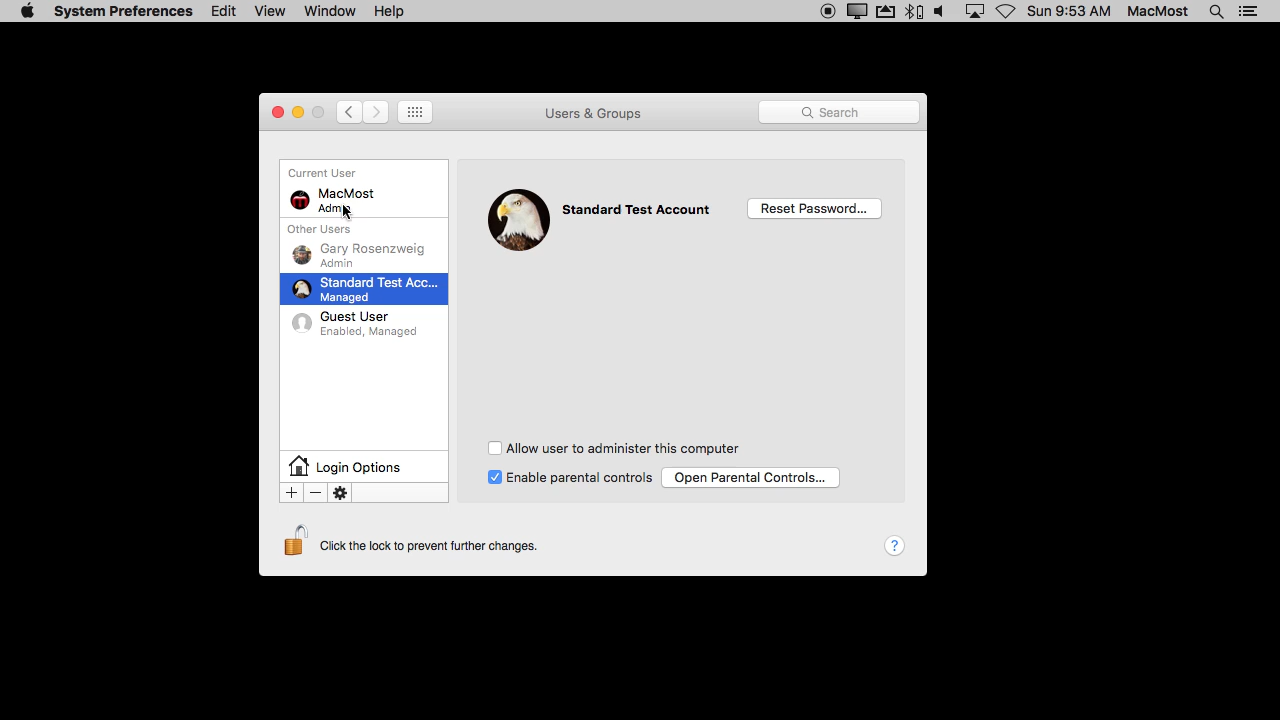 System Preferences Edit View Window Help Sun 9:53 AM MacMost
Users & Groups
Search
Current User
MacMost
Admin
Other Users
Gary Rosenzweig
Admin
Standard Test Acc...
Managed
Guest User
Enabled, Managed
Login Options
Standard Test Account
Reset Password...
Allow user to administer this computer
Enable parental controls
Open Parental Controls...
Click the lock to prevent further changes.
?